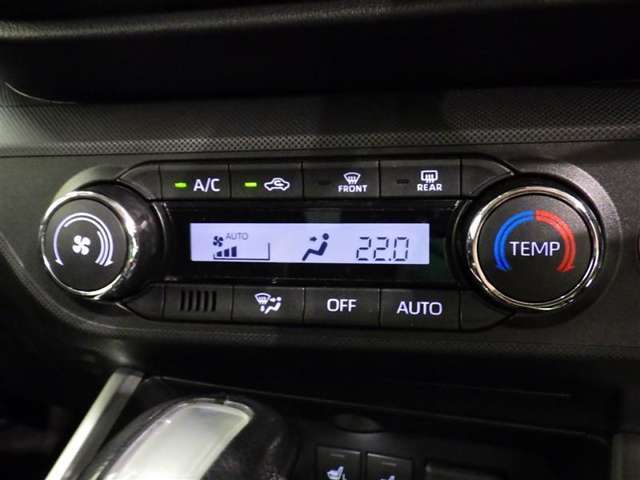 A/C
FRONT
REAR
AUTO
22.0
TEMP
OFF
AUTO